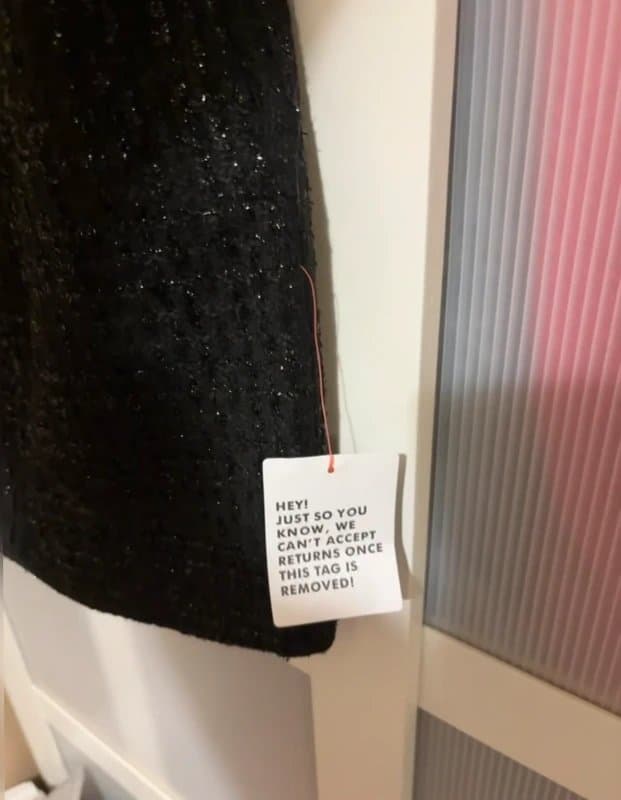 HEY!
JUST SO YOU
KNOW, WE
CAN'T ACCEPT
RETURNS ONCE
THIS TAG IS
REMOVED!